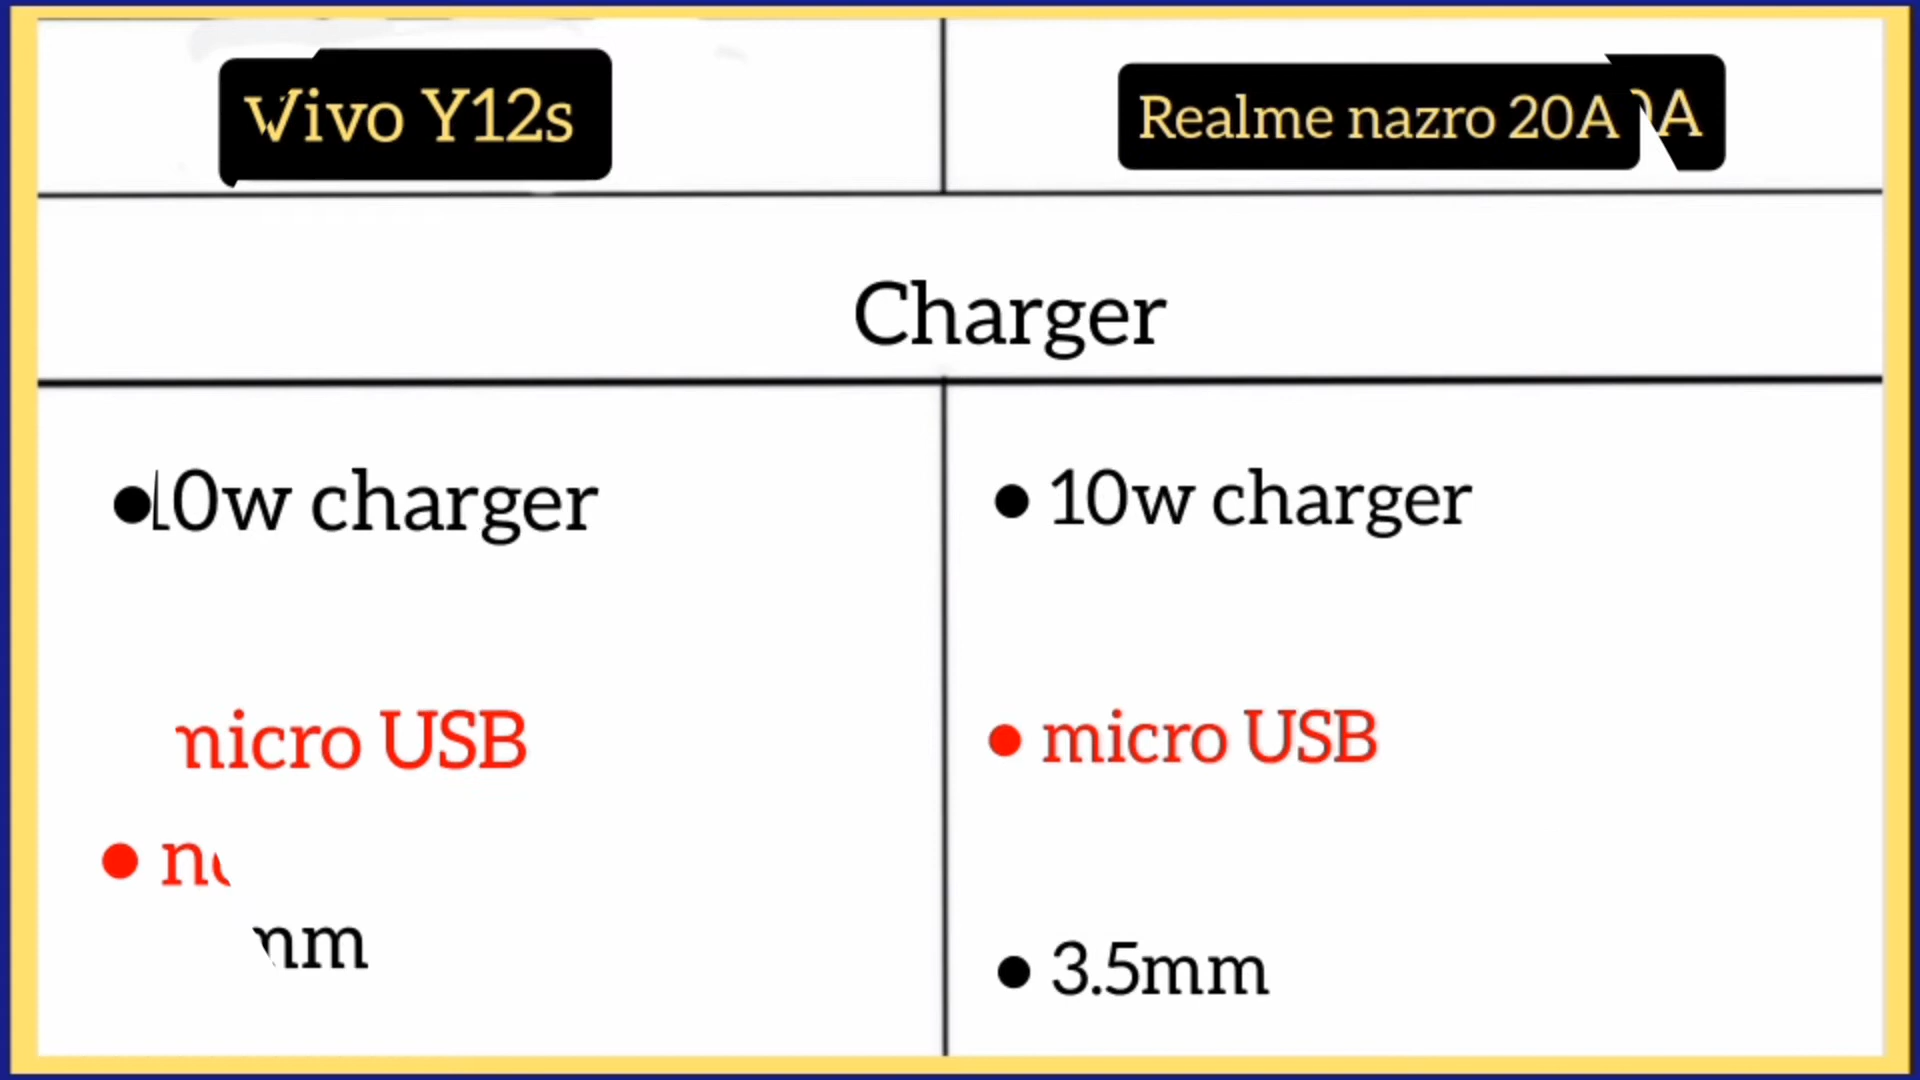 Vivo Y12s
Realme nazro 20A
Charger
10w charger
10w charger
micro USB
micro USB
3.5mm